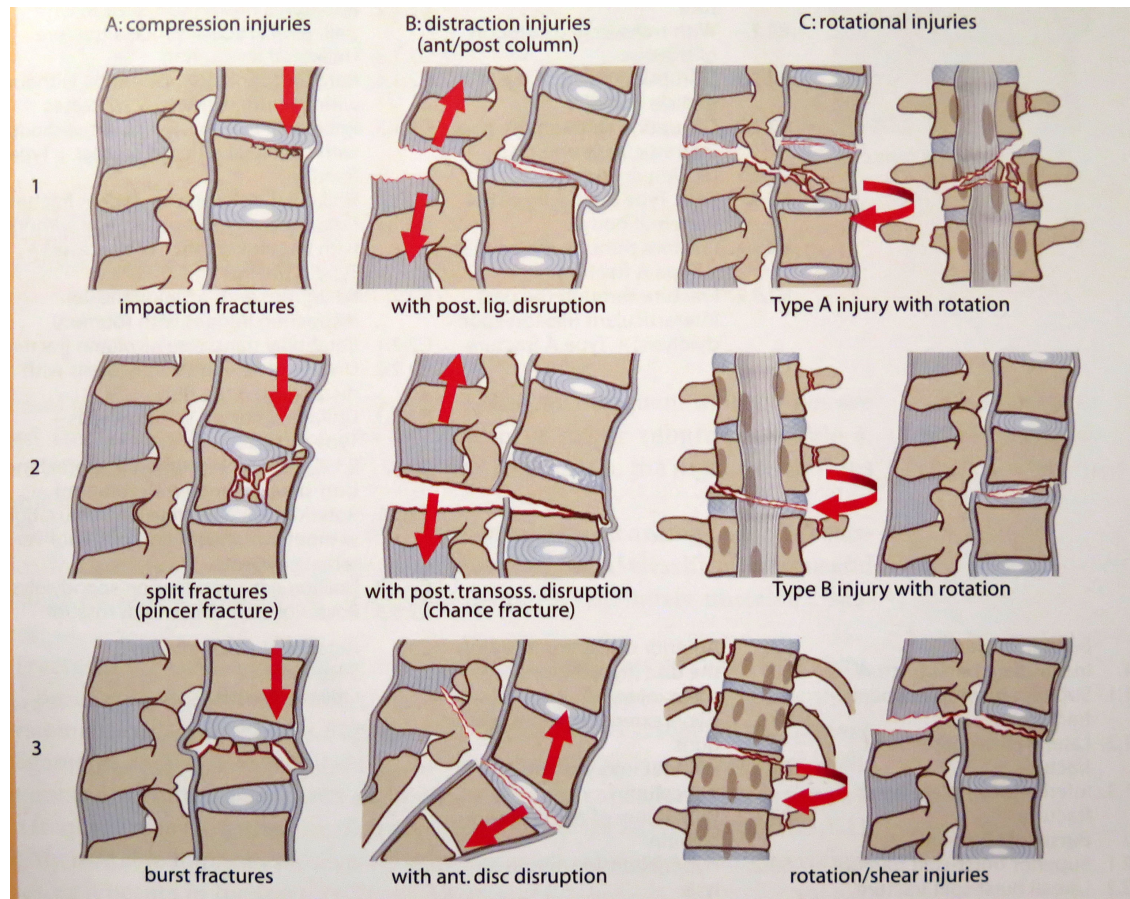 A: compression injuries
B: distraction injuries
(ant/post column)
C: rotational injuries
1
impaction fractures
with post. lig. disruption
Type A injury with rotation
2
split fractures
(pincer fracture)
with post. transoss. disruption
(chance fracture)
Type B injury with rotation
3
burst fractures
with ant. disc disruption
rotation/shear injuries